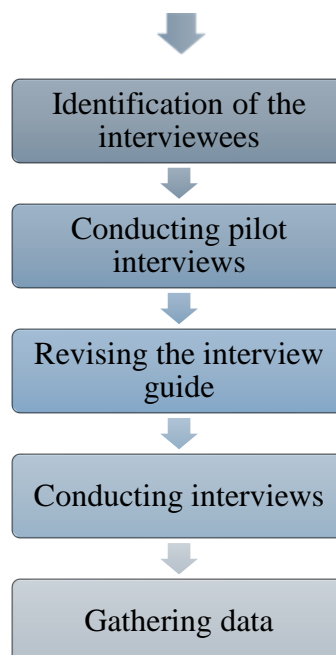 Identification of the
interviewees
Conducting pilot
interviews
Revising the interview
guide
Conducting interviews
Gathering data